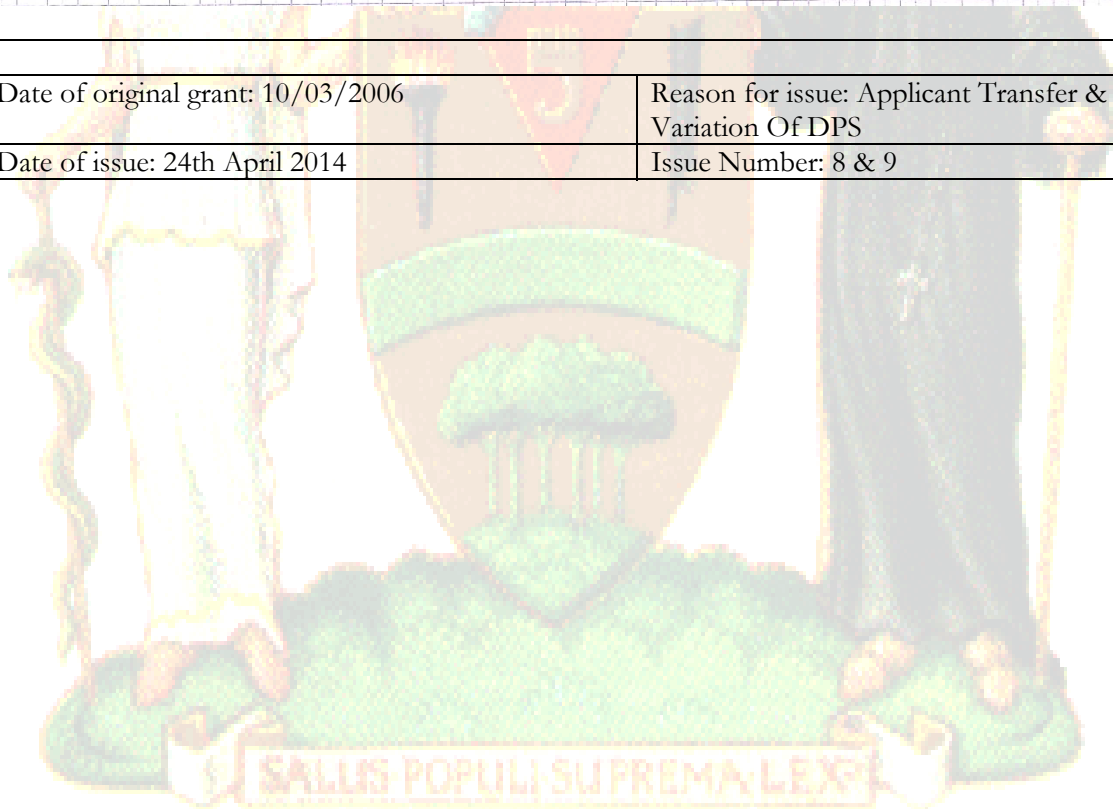 Date of original grant: 10/03/2006
Reason for issue: Applicant Transfer &
Variation Of DPS
Date of issue: 24th April 2014
Issue Number: 8 & 9
SALUS POPULI SUPREMA LEX